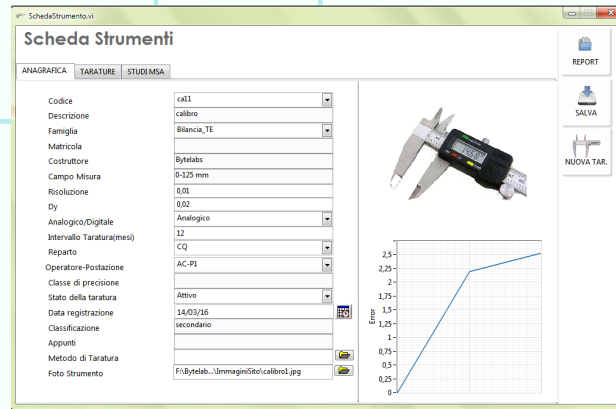 SchedaStrumento.vi
Scheda Strumenti
ANAGRAFICA TARATURE STUDI MSA
Codice ca11
Descrizione calibro
Famiglia Bilancia_TE
Matricola
Costruttore Bytelabs
Campo Misura 0-125 mm
Risoluzione 0,01
Dy 0,02
Analogico/Digitale Analogico
Intervallo Taratura(mesi) 12
Reparto CQ
Operatore-Postazione AC-P1
Classe di precisione
Stato della taratura Attivo
Data registrazione 14/03/16
Classificazione secondario
Appunti
Metodo di Taratura
Foto Strumento F:\Bytelab...\ImmaginiSito\calibro1.jpg
2,5
2,25
2
1,75
1,5
1,25
1
0,75
0,5
0,25
0
Error
REPORT
SALVA
NUOVA TAR.